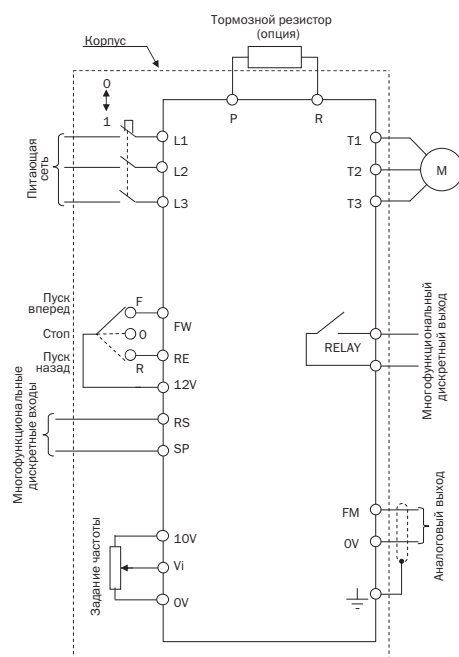 Тормозной резистор
(опция)
Корпус
0
1
P
R
Питающая
сеть
L1
L2
L3
T1
T2
T3
M
Пуск
вперед
Стоп
Пуск
назад
F
0
R
FW
RE
12V
RELAY
Многофункциональный
дискретный выход
Многофункциональные
дискретные входы
RS
SP
Задание частоты
10V
Vi
0V
FM
0V
Аналоговый выход